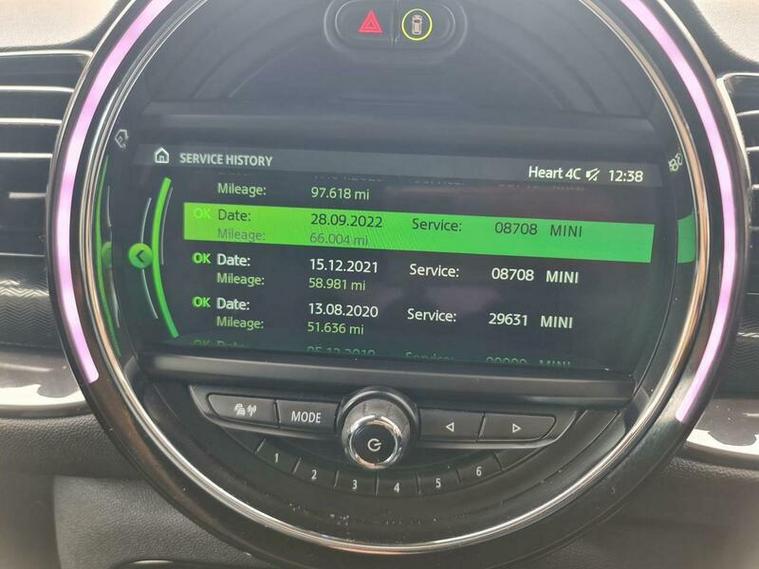 SERVICE HISTORY
Heart 4C 12:38
Mileage: 97.618 mi
OK Date: 28.09.2022 Service: 08708 MINI
Mileage: 66.004 mi
OK Date: 15.12.2021 Service: 08708 MINI
Mileage: 58.981 mi
OK Date: 13.08.2020 Service: 29631 MINI
Mileage: 51.636 mi
OK Date:
MODE
1 2 3 4 5 6